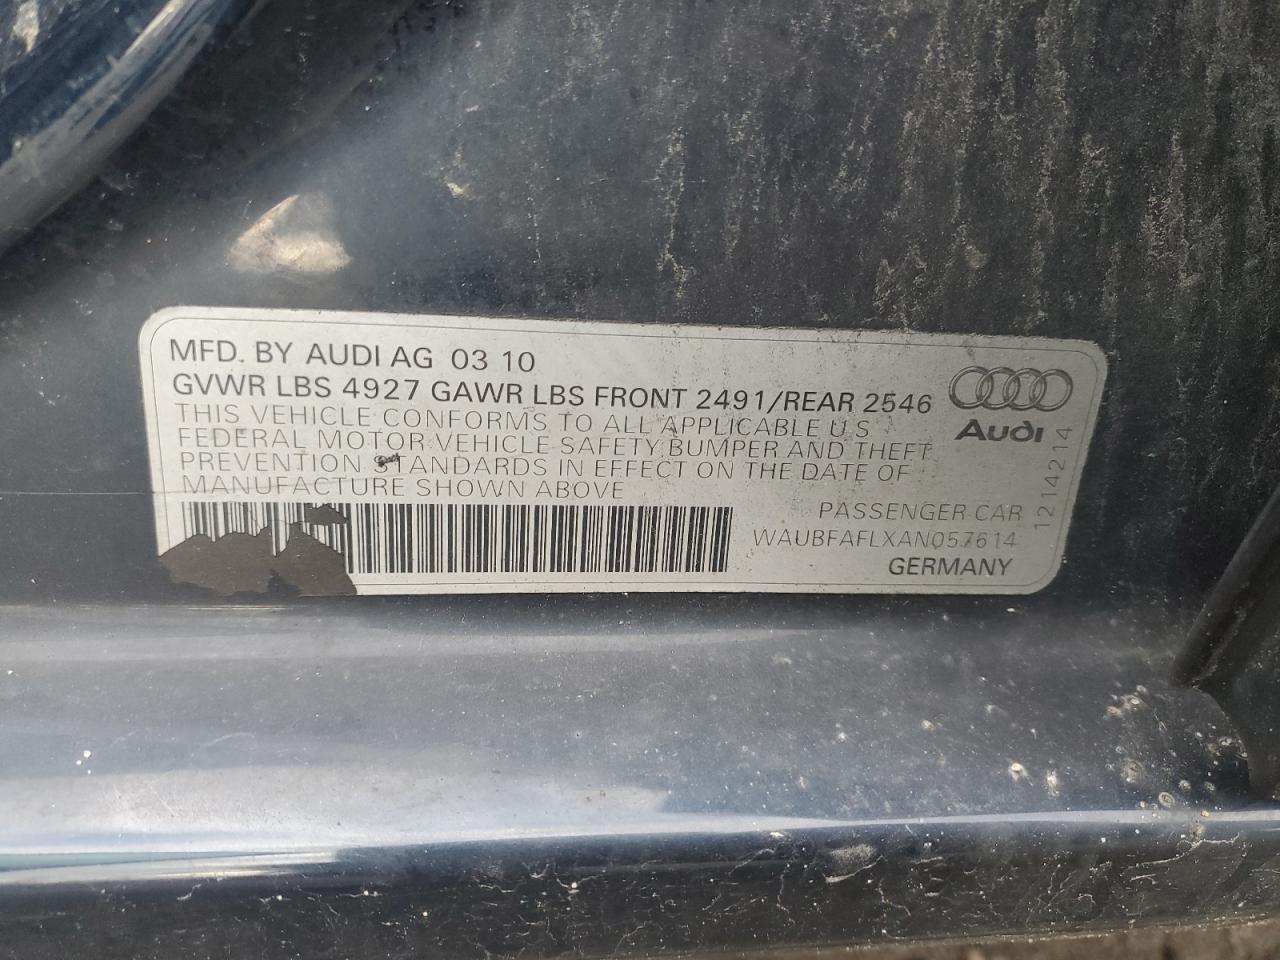 MFD. BY AUDI AG 03 10
GVWR LBS 4927 GAWR LBS FRONT 2491/REAR 2546
THIS VEHICLE CONFORMS TO ALL APPLICABLE U S
FEDERAL MOTOR VEHICLE SAFETY BUMPER AND THEFT
PREVENTION STANDARDS IN EFFECT ON THE DATE OF
MANUFACTURE SHOWN ABOVE
Audi
PASSENGER CAR
WAUBFAFLXAN057614
GERMANY
1214214